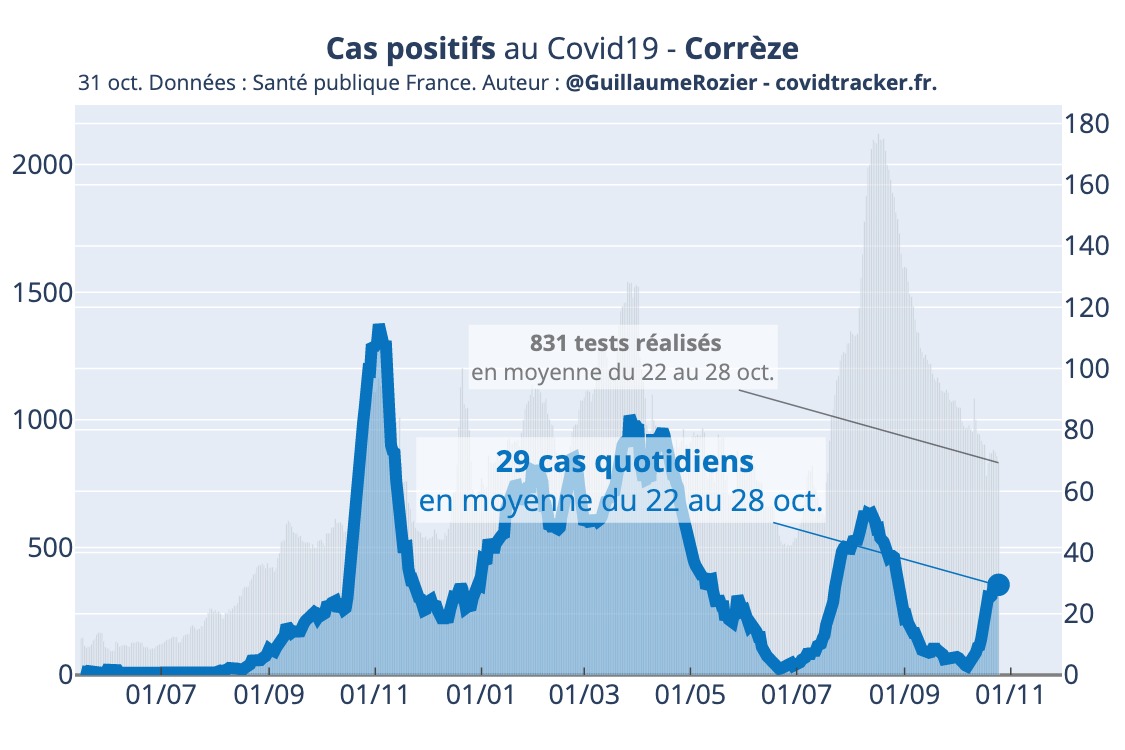 Cas positifs au Covid19 - Corrèze
31 oct. Données : Santé publique France. Auteur : @GuillaumeRozier - covidtracker.fr.
180
2000
160
140
1500
120
831 tests réalisés
en moyenne du 22 au 28 oct.
100
1000
80
29 cas quotidiens
en moyenne du 22 au 28 oct.
60
500
40
20
0
0
01/07 01/09 01/11 01/01 01/03 01/05 01/07 01/09 01/11